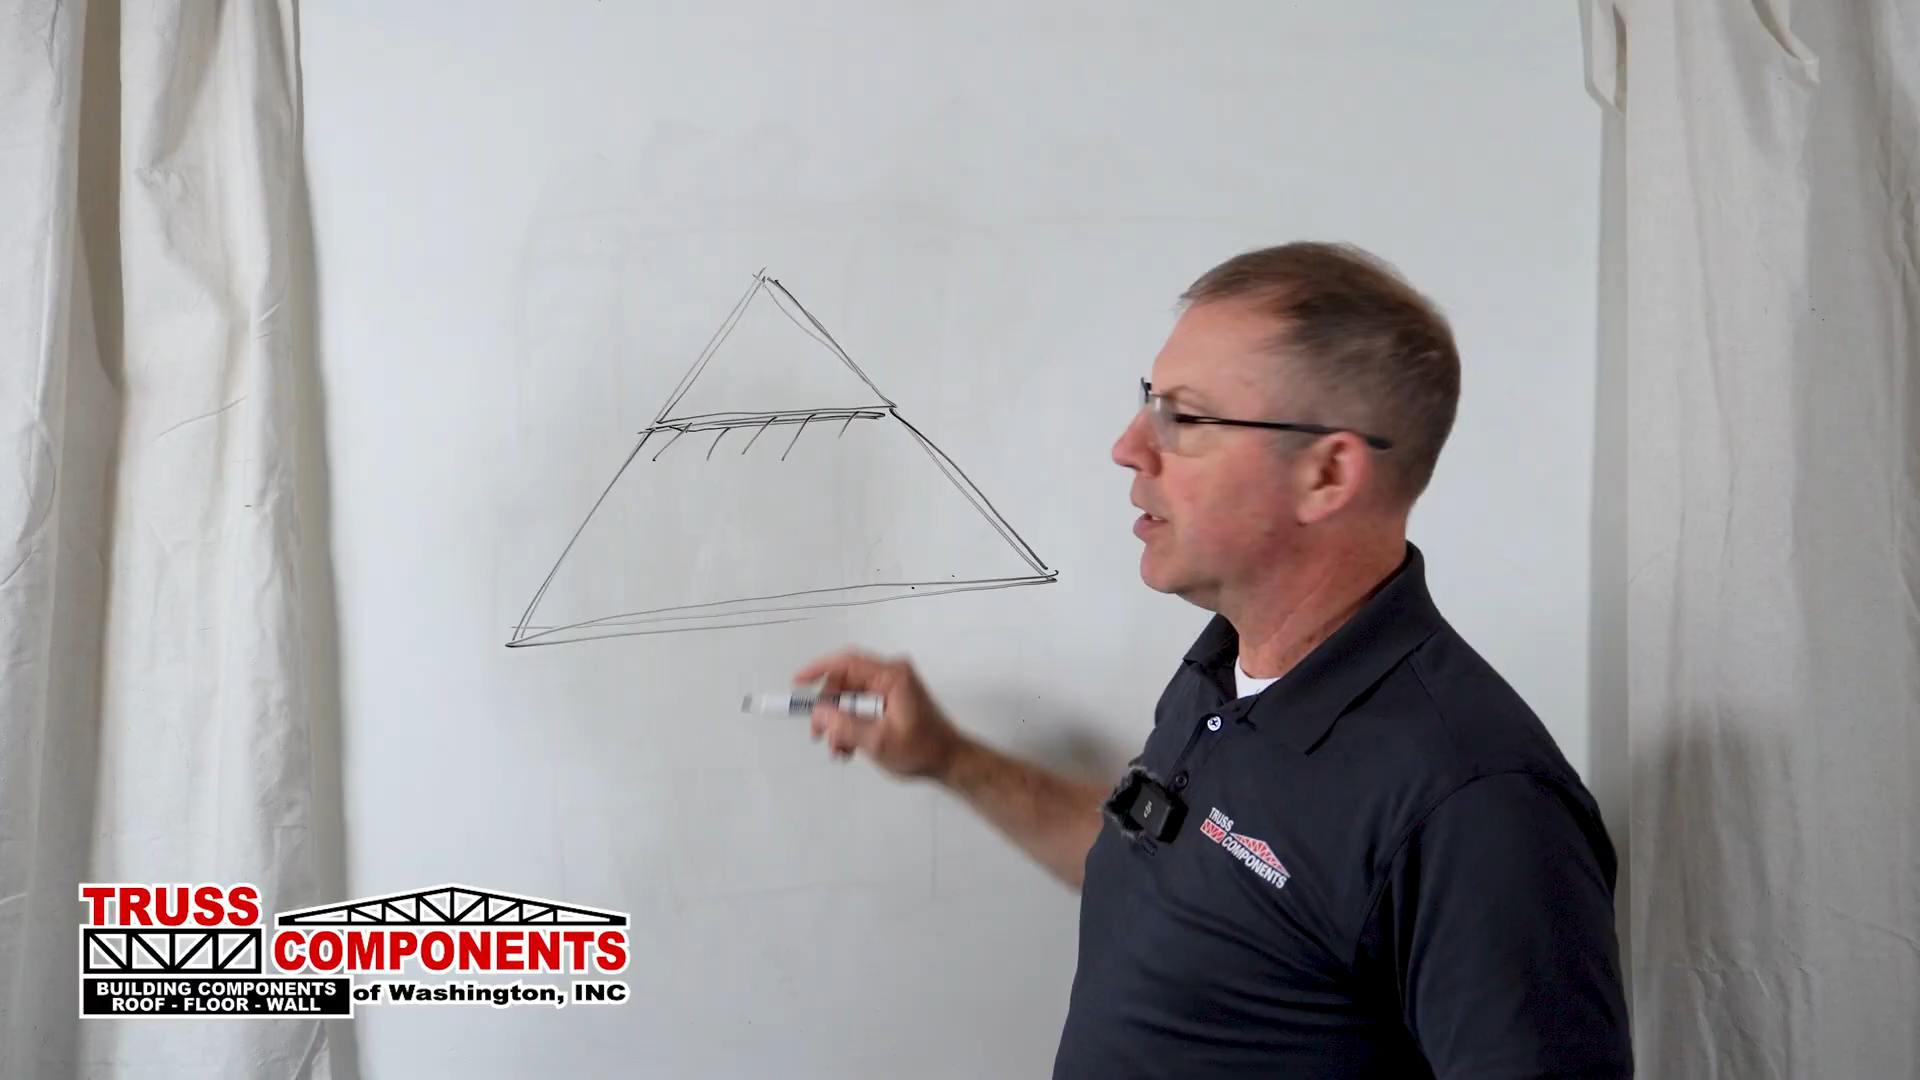 TRUSS
COMPONENTS
TRUSS
COMPONENTS
BUILDING COMPONENTS
ROOF - FLOOR - WALL
of Washington, INC